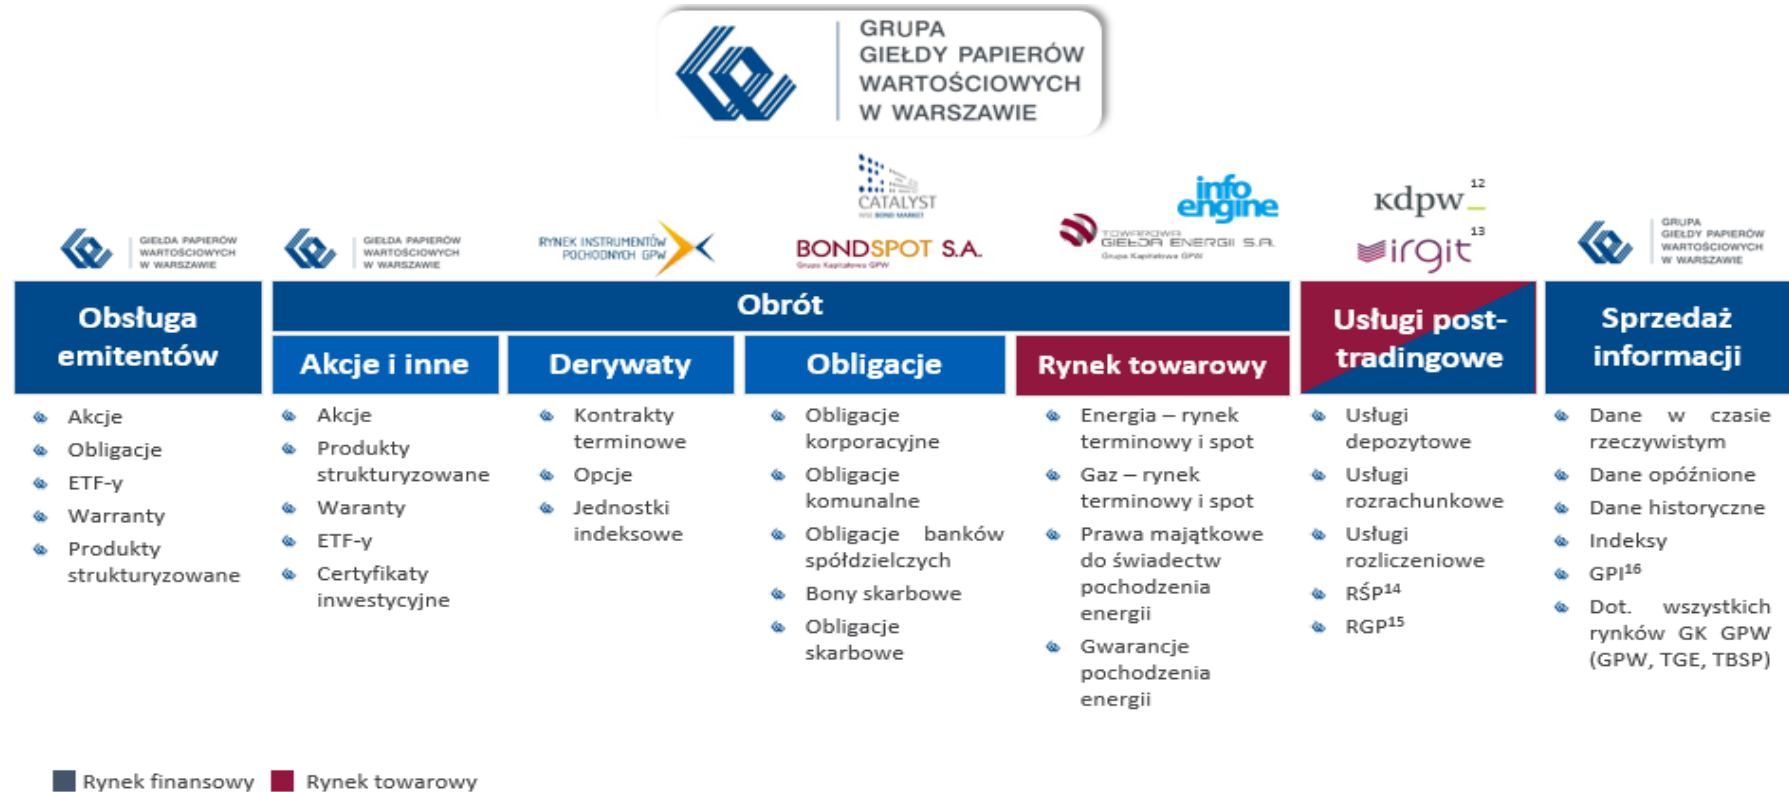 GRUPA
GIEŁDY PAPIERÓW
WARTOŚCIOWYCH
W WARSZAWIE
GIEŁDA PAPIERÓW
WARTOŚCIOWYCH
W WARSZAWIE
GIEŁDA PAPIERÓW
WARTOŚCIOWYCH
W WARSZAWIE
RYNEK INSTRUMENTÓW
POCHODNYCH GPW
CATALYST
WSE BOND MARKET
BONDSPOT S.A.
Grupa Kapitałowa GPW
info
engine
TOWAROWA
GIEŁDA ENERGII S.A.
Grupa Kapitałowa GPW
kdpw_ 12
irgit 13
GRUPA
GIEŁDY PAPIERÓW
WARTOŚCIOWYCH
W WARSZAWIE
Obsługa
emitentów
Akcje
Obligacje
ETF-y
Warranty
Produkty
strukturyzowane
Obrót
Akcje i inne
Akcje
Produkty
strukturyzowane
Waranty
ETF-y
Certyfikaty
inwestycyjne
Derywaty
Kontrakty
terminowe
Opcje
Jednostki
indeksowe
Obligacje
Obligacje
korporacyjne
Obligacje
komunalne
Obligacje banków
spółdzielczych
Bony skarbowe
Obligacje
skarbowe
Rynek towarowy
Energia – rynek
terminowy i spot
Gaz – rynek
terminowy i spot
Prawa majątkowe
do świadectw
pochodzenia
energii
Gwarancje
pochodzenia
energii
Usługi post-
tradingowe
Usługi
depozytowe
Usługi
rozrachunkowe
Usługi
rozliczeniowe
RŚP14
RGP15
Sprzedaż
informacji
Dane w czasie
rzeczywistym
Dane opóźnione
Dane historyczne
Indeksy
GPI16
Dot. wszystkich
rynków GK GPW
(GPW, TGE, TBSP)
Rynek finansowy
Rynek towarowy